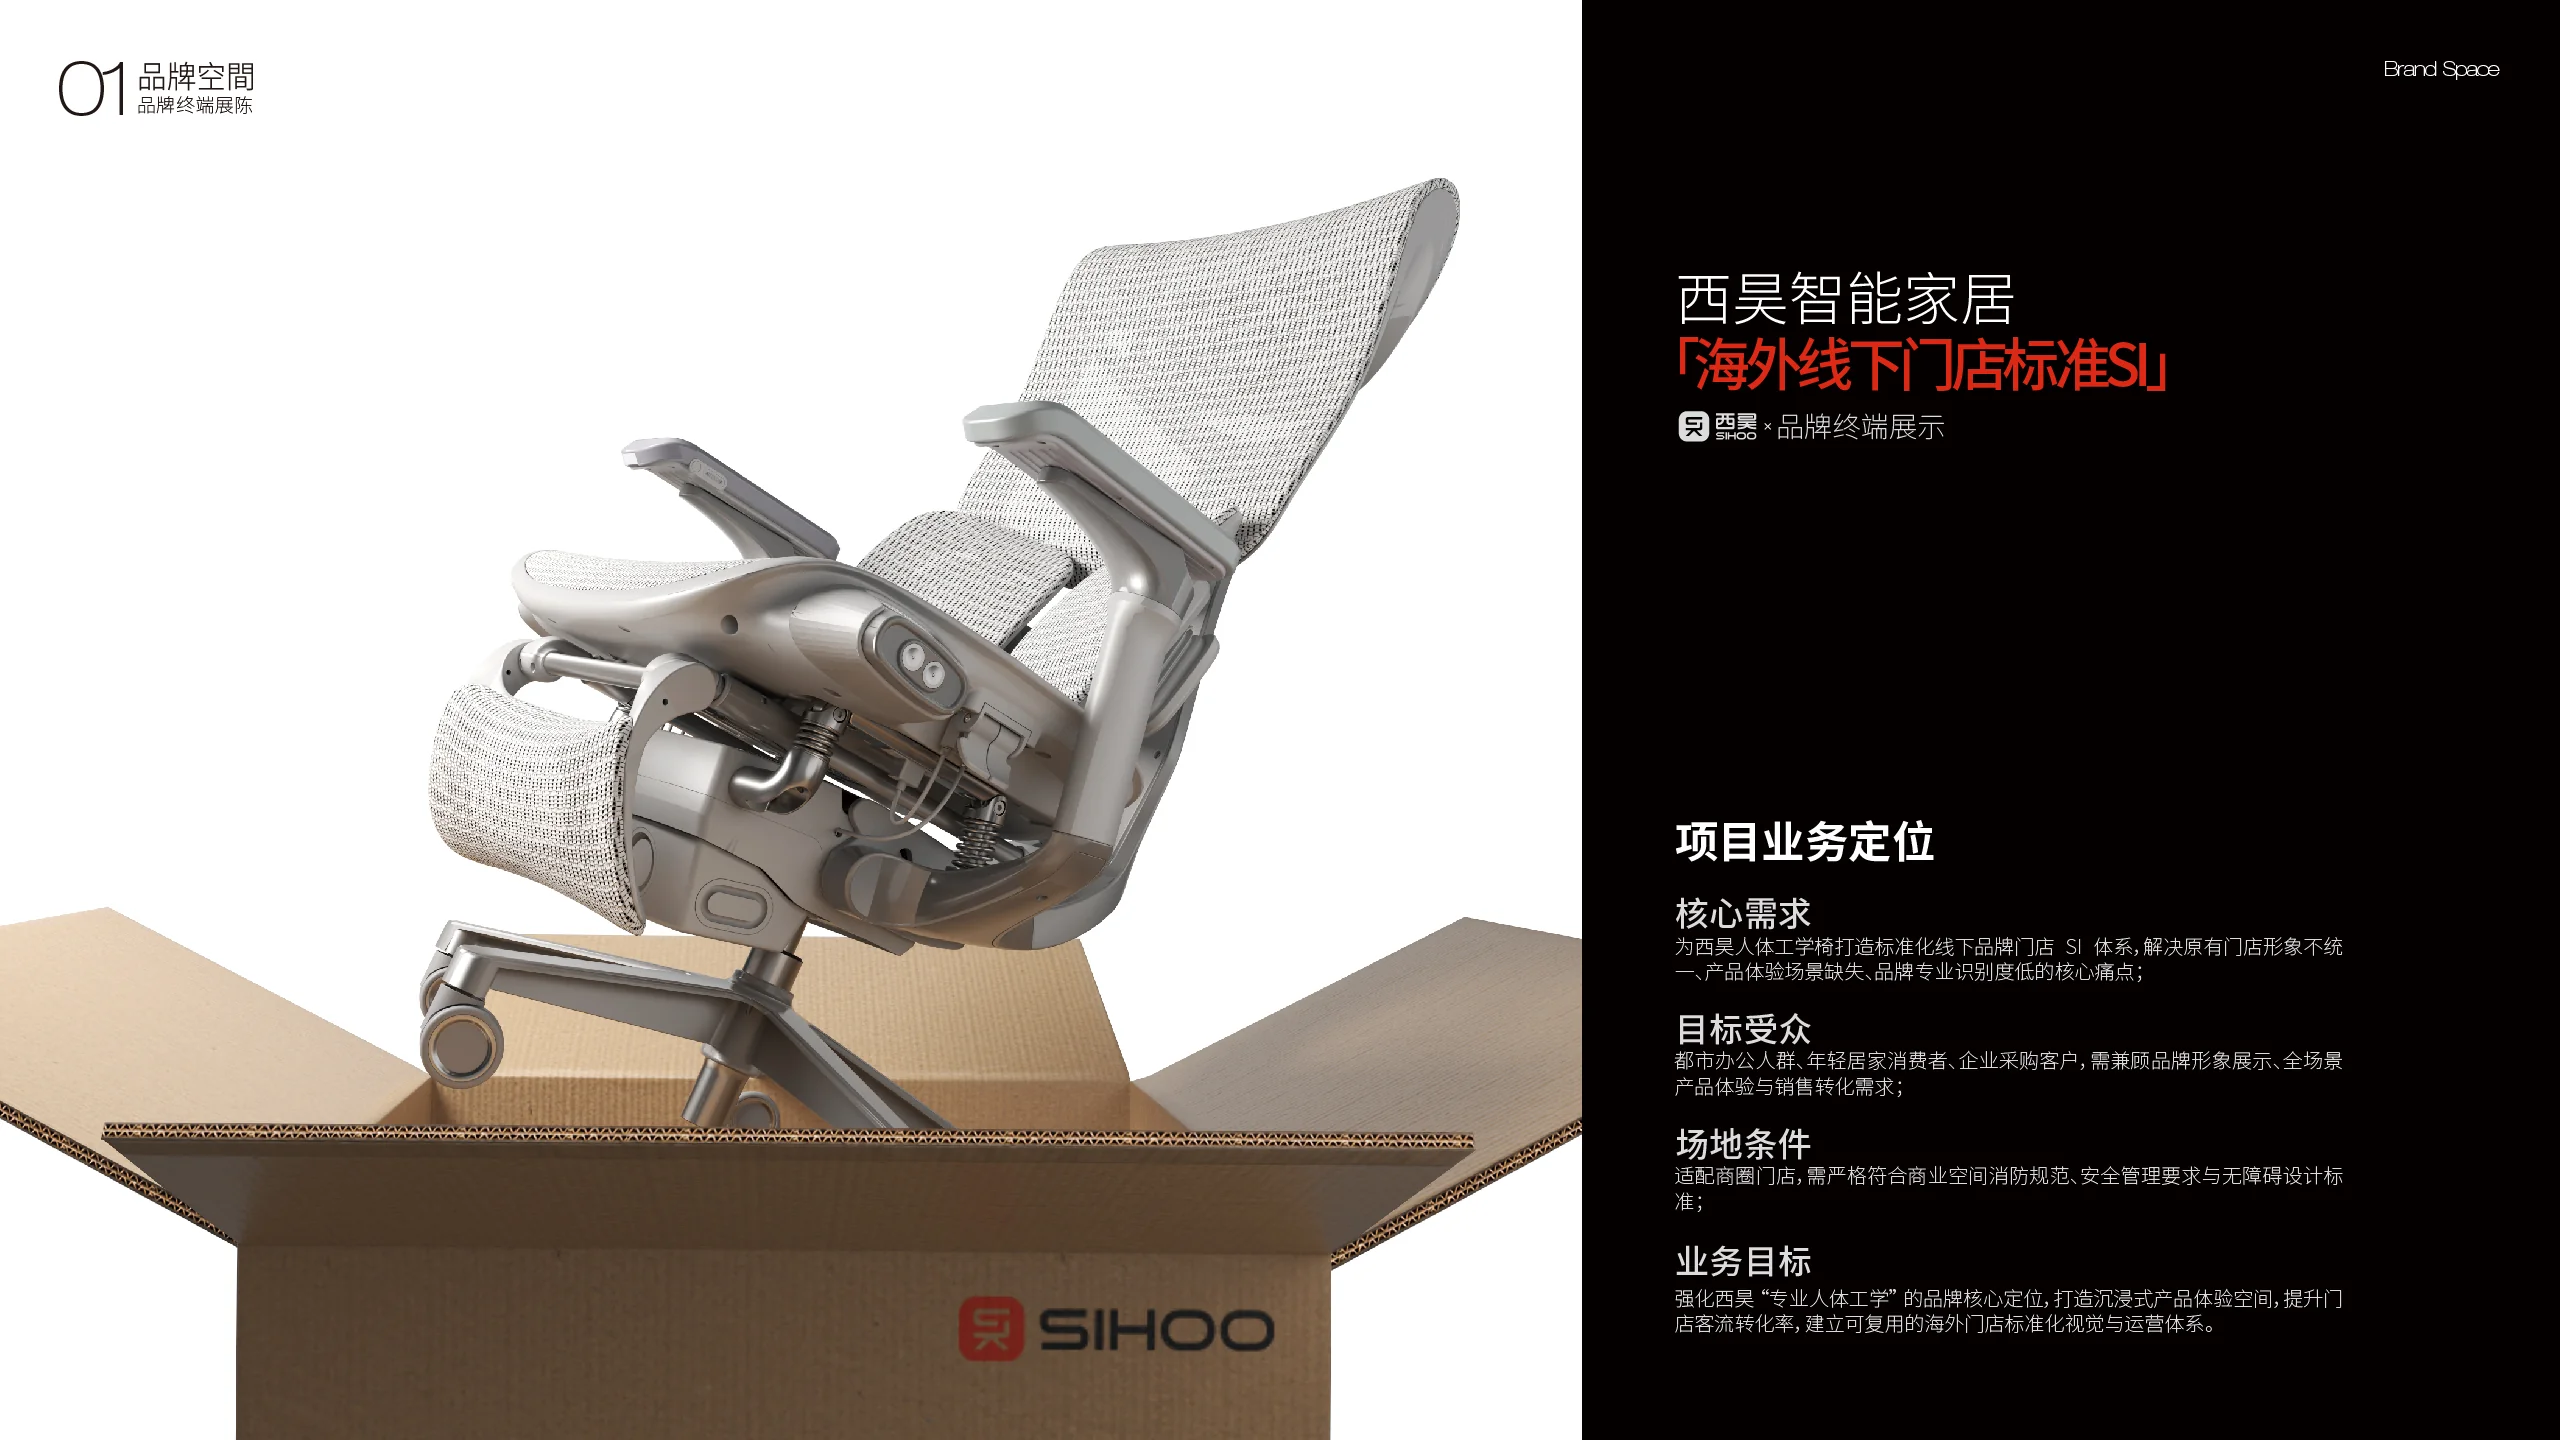 01 品牌空間
品牌终端展陈
Brand Space
西昊智能家居
「海外线下门店标准SI」
西昊 SIHOO × 品牌终端展示
项目业务定位
核心需求
为西昊人体工学椅打造标准化线下品牌门店 SI 体系，解决原有门店形象不统
一、产品体验场景缺失、品牌专业识别度低的核心痛点；
目标受众
都市办公人群、年轻居家消费者、企业采购客户，需兼顾品牌形象展示、全场景
产品体验与销售转化需求；
场地条件
适配商圈门店，需严格符合商业空间消防规范、安全管理要求与无障碍设计标
准；
业务目标
强化西昊“专业人体工学”的品牌核心定位，打造沉浸式产品体验空间，提升门
店客流转化率，建立可复用的海外门店标准化视觉与运营体系。
SIHOO